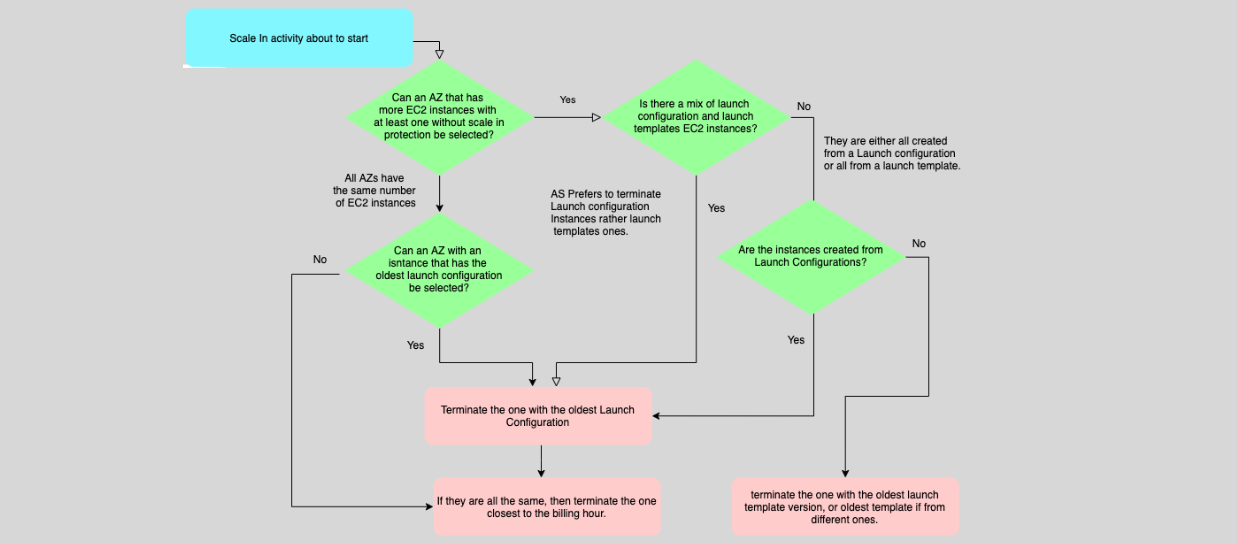 Scale In activity about to start
Can an AZ that has
more EC2 instances with
at least one without scale in
protection be selected?
Yes
Is there a mix of launch
configuration and launch
templates EC2 instances?
No
They are either all created
from a Launch configuration
or all from a launch template.
All AZs have
the same number
of EC2 instances
AS Prefers to terminate
Launch configuration
Instances rather launch
templates ones.
Yes
Can an AZ with an
isntance that has the
oldest launch configuration
be selected?
No
Are the instances created from
Launch Configurations?
No
Yes
Yes
Terminate the one with the oldest Launch
Configuration
If they are all the same, then terminate the one
closest to the billing hour.
terminate the one with the oldest launch
template version, or oldest template if from
different ones.